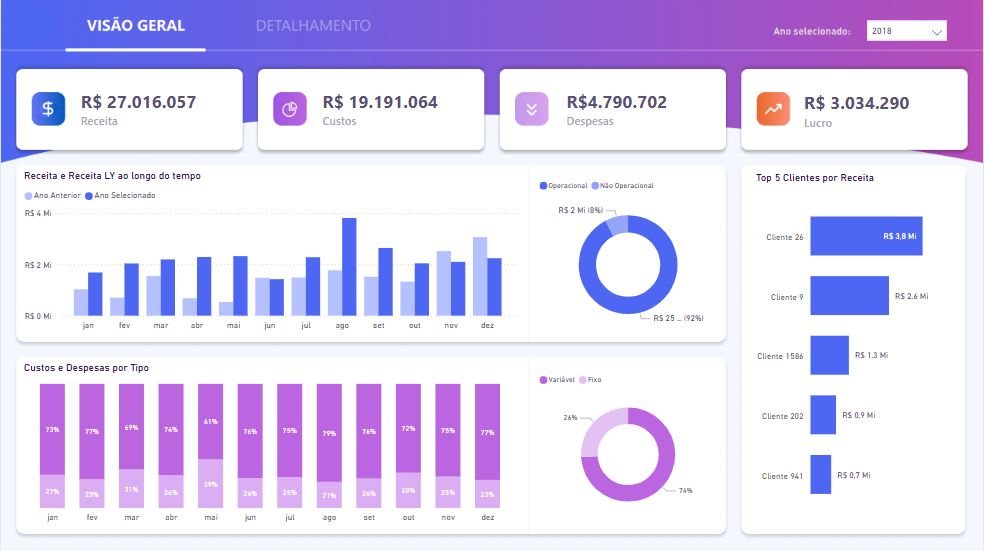 VISÃO GERAL
DETALHAMENTO
Ano selecionado:
2018
R$ 27.016.057
Receita
R$ 19.191.064
Custos
R$4.790.702
Despesas
R$ 3.034.290
Lucro
Receita e Receita LY ao longo do tempo
Ano Anterior Ano Selecionado
R$ 4 Mi
R$ 2 Mi
R$ 0 Mi
jan fev mar abr mai jun jul ago set out nov dez
Operacional Não Operacional
R$ 2 Mi (8%)
R$ 25 ... (92%)
Top 5 Clientes por Receita
Cliente 26 R$ 3,8 Mi
Cliente 9 R$ 2,6 Mi
Cliente 1586 R$ 1,3 Mi
Cliente 202 R$ 0,9 Mi
Cliente 941 R$ 0,7 Mi
Custos e Despesas por Tipo
73% 77% 69% 74% 61% 76% 75% 79% 76% 72% 75% 77%
27% 23% 31% 26% 39% 24% 25% 21% 24% 28% 25% 23%
jan fev mar abr mai jun jul ago set out nov dez
Variável Fixo
26%
74%